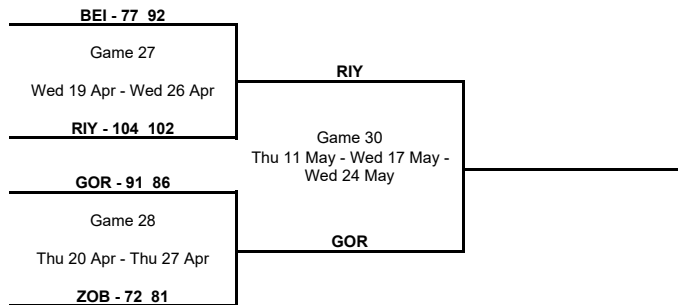 BEI - 77 92
Game 27
Wed 19 Apr - Wed 26 Apr
RIY - 104 102
RIY
Game 30
Thu 11 May - Wed 17 May -
Wed 24 May
GOR - 91 86
Game 28
Thu 20 Apr - Thu 27 Apr
ZOB - 72 81
GOR